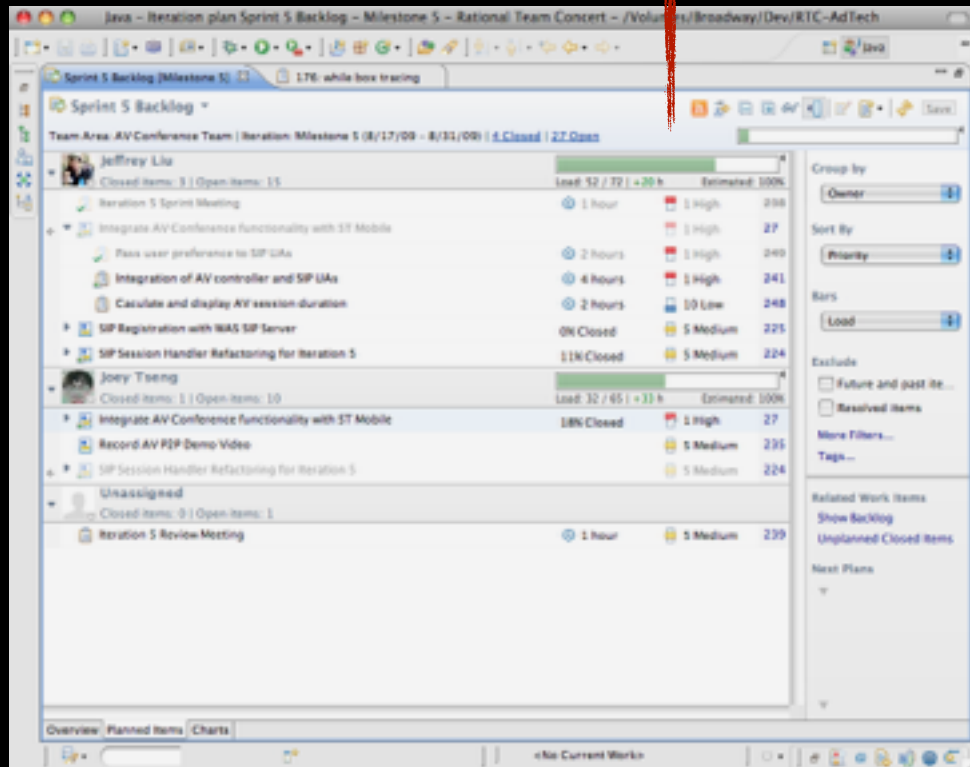 Java – Iteration plan Sprint 5 Backlog – Milestone 5 – Rational Team Concert – /Volumes/Broadway/Dev/RTC-AdTech
Java
Sprint 5 Backlog [Milestone 5]
176: while box tracing
Sprint 5 Backlog
Save
Team Area: AV Conference Team | Iteration: Milestone 5 (8/17/09 - 8/31/09) | 4 Closed | 27 Open
Jeffrey Liu
Closed items: 3 | Open items: 15
Load: 52 / 72 | +20 h
Estimated: 100%
Iteration 5 Sprint Meeting 1 hour 1 High 238
Integrate AV Conference functionality with ST Mobile 1 High 27
Pass user preference to SIP UAs 2 hours 1 High 240
Integration of AV controller and SIP UAs 4 hours 1 High 241
Caculate and display AV session duration 2 hours 10 Low 248
SIP Registration with WAS SIP Server 0% Closed 5 Medium 225
SIP Session Handler Refactoring for Iteration 5 11% Closed 5 Medium 224
Joey Tseng
Closed items: 1 | Open items: 10
Load: 32 / 65 | +33 h
Estimated: 100%
Integrate AV Conference functionality with ST Mobile 18% Closed 1 High 27
Record AV P2P Demo Video 5 Medium 235
SIP Session Handler Refactoring for Iteration 5 5 Medium 224
Unassigned
Closed items: 0 | Open items: 1
Iteration 5 Review Meeting 1 hour 5 Medium 239
Group by
Owner
Sort By
Priority
Bars
Load
Exclude
Future and past ite...
Resolved items
More Filters...
Tags...
Related Work Items
Show Backlog
Unplanned Closed Items
Next Plans
Overview Planned Items Charts
<No Current Work>